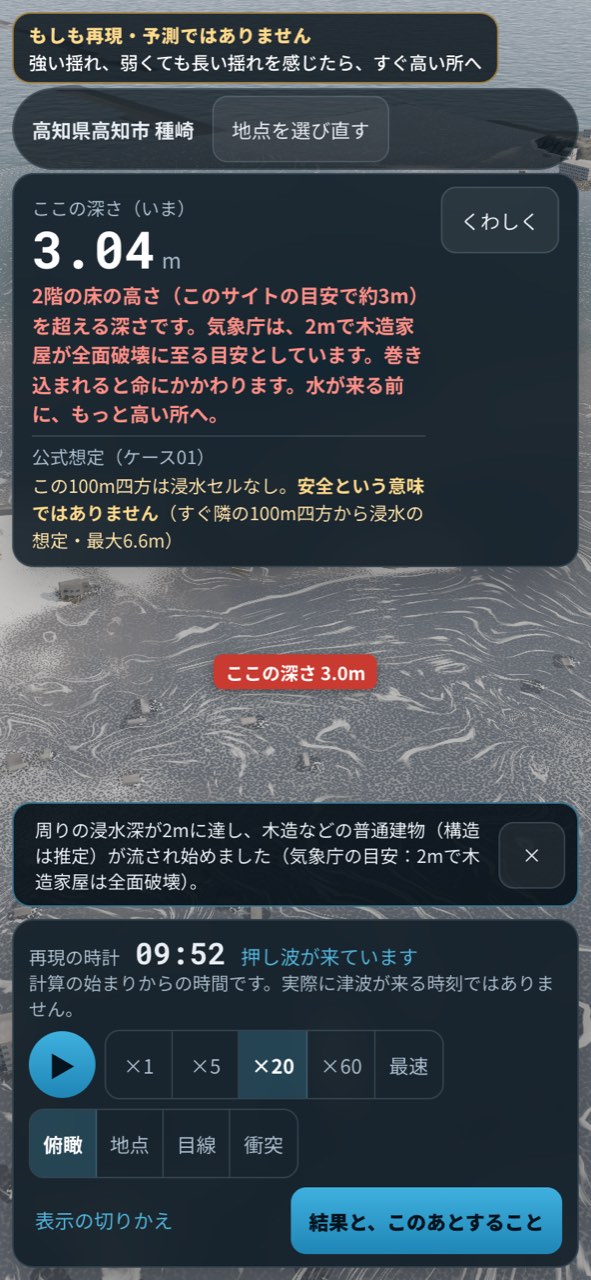 もしも再現・予測ではありません
強い揺れ、弱くても長い揺れを感じたら、すぐ高い所へ
高知県高知市 種崎
地点を選び直す
ここの深さ（いま）
くわしく
3.04 m
2階の床の高さ（このサイトの目安で約3m）
を超える深さです。気象庁は、2mで木造家
屋が全面破壊に至る目安としています。巻き
込まれると命にかかわります。水が来る前
に、もっと高い所へ。
公式想定（ケース01）
この100m四方は浸水セルなし。安全という意味
ではありません（すぐ隣の100m四方から浸水の
想定・最大6.6m）
ここの深さ 3.0m
周りの浸水深が2mに達し、木造などの普通建物（構造
は推定）が流され始めました（気象庁の目安：2mで木
造家屋は全面破壊）。
×
再現の時計 09:52 押し波が来ています
計算の始まりからの時間です。実際に津波が来る時刻ではありま
せん。
×1 ×5 ×20 ×60 最速
俯瞰 地点 目線 衝突
表示の切りかえ
結果と、このあとすること